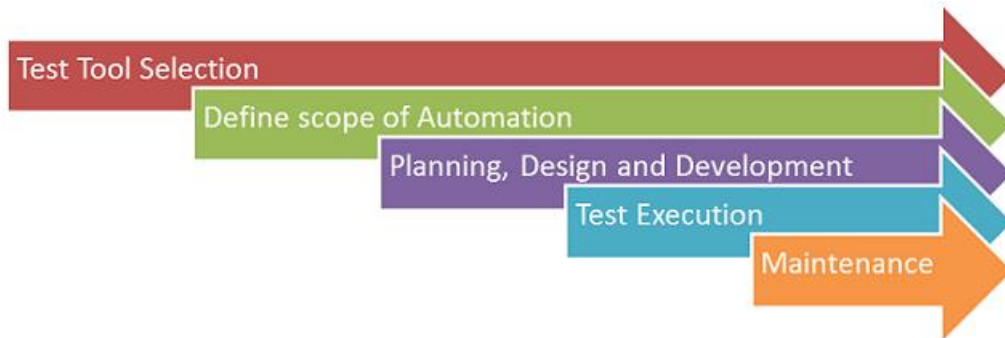 Test Tool Selection
Define scope of Automation
Planning, Design and Development
Test Execution
Maintenance